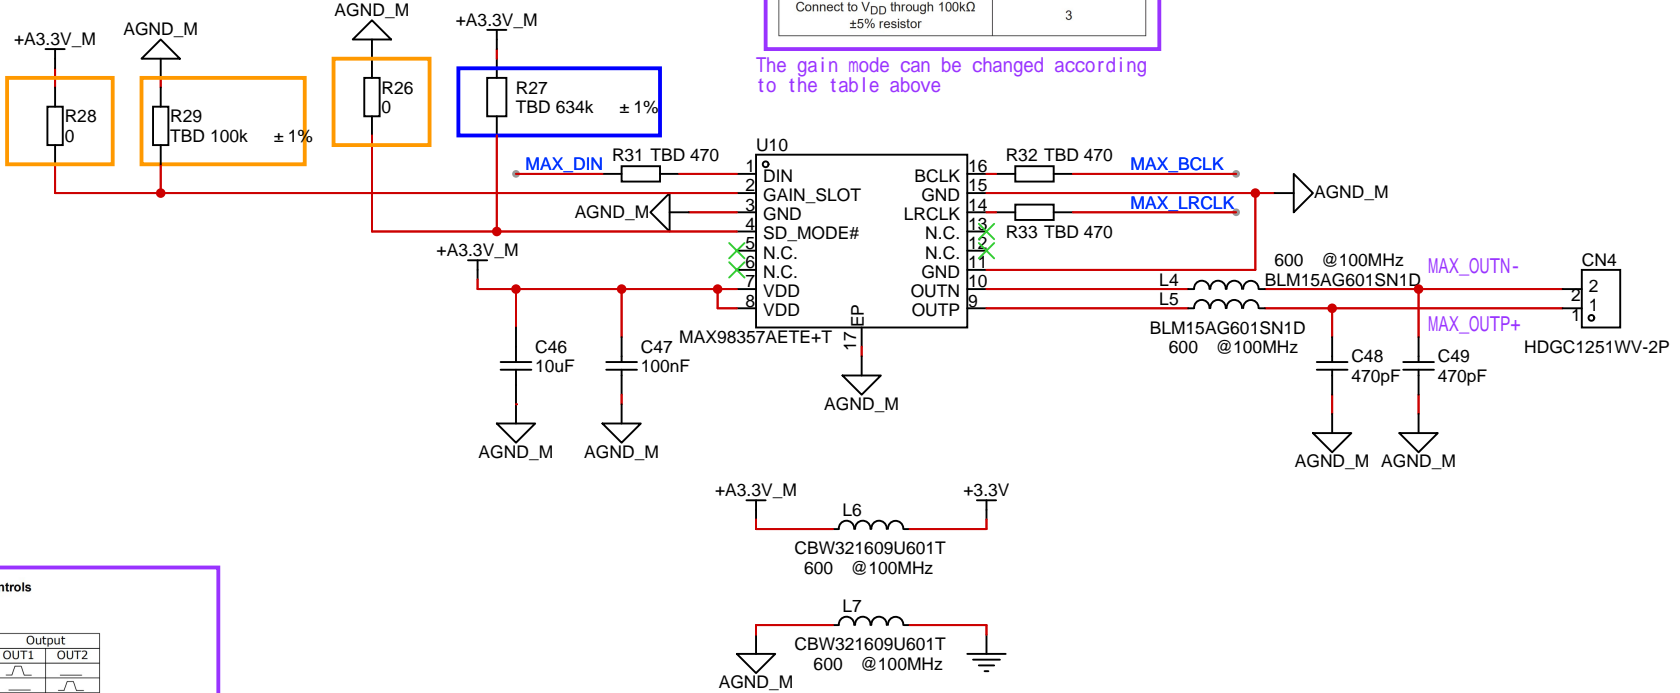 Connect to VDD through 100kΩ
±5% resistor
3
The gain mode can be changed according
to the table above
+A3.3V_M
AGND_M
AGND_M
+A3.3V_M
R28
0
R29
TBD 100k ±1%
R26
0
R27
TBD 634k ±1%
U10
MAX_DIN
R31 TBD 470
1
DIN
2
GAIN_SLOT
AGND_M
3
GND
4
SD_MODE#
5
N.C.
6
N.C.
7
VDD
8
VDD
16
BCLK
R32 TBD 470
MAX_BCLK
15
GND
AGND_M
14
LRCLK
MAX_LRCLK
13
N.C.
R33 TBD 470
12
N.C.
11
GND
10
OUTN
9
OUTP
EP
17
MAX98357AETE+T
AGND_M
+A3.3V_M
C46
10uF
C47
100nF
AGND_M
AGND_M
600 @100MHz
L4
BLM15AG601SN1D
L5
BLM15AG601SN1D
600 @100MHz
MAX_OUTN-
MAX_OUTP+
CN4
2
2
1
1
HDGC1251WV-2P
C48
470pF
C49
470pF
AGND_M
AGND_M
+A3.3V_M
+3.3V
L6
CBW321609U601T
600 @100MHz
L7
CBW321609U601T
600 @100MHz
AGND_M
ntrols
Output
OUT1
OUT2